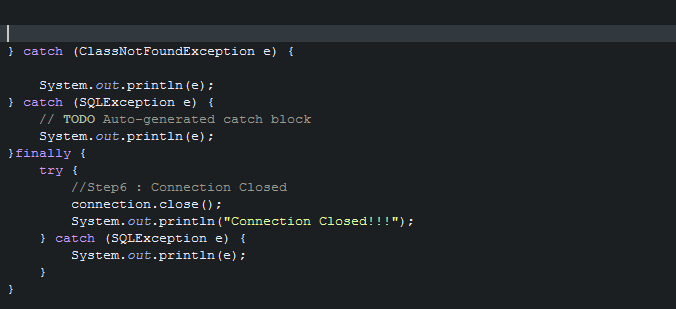 } catch (ClassNotFoundException e) {
System.out.println(e);
} catch (SQLException e) {
// TODO Auto-generated catch block
System.out.println(e);
}finally {
try {
//Step6 : Connection Closed
connection.close();
System.out.println("Connection Closed!!!");
} catch (SQLException e) {
System.out.println(e);
}
}